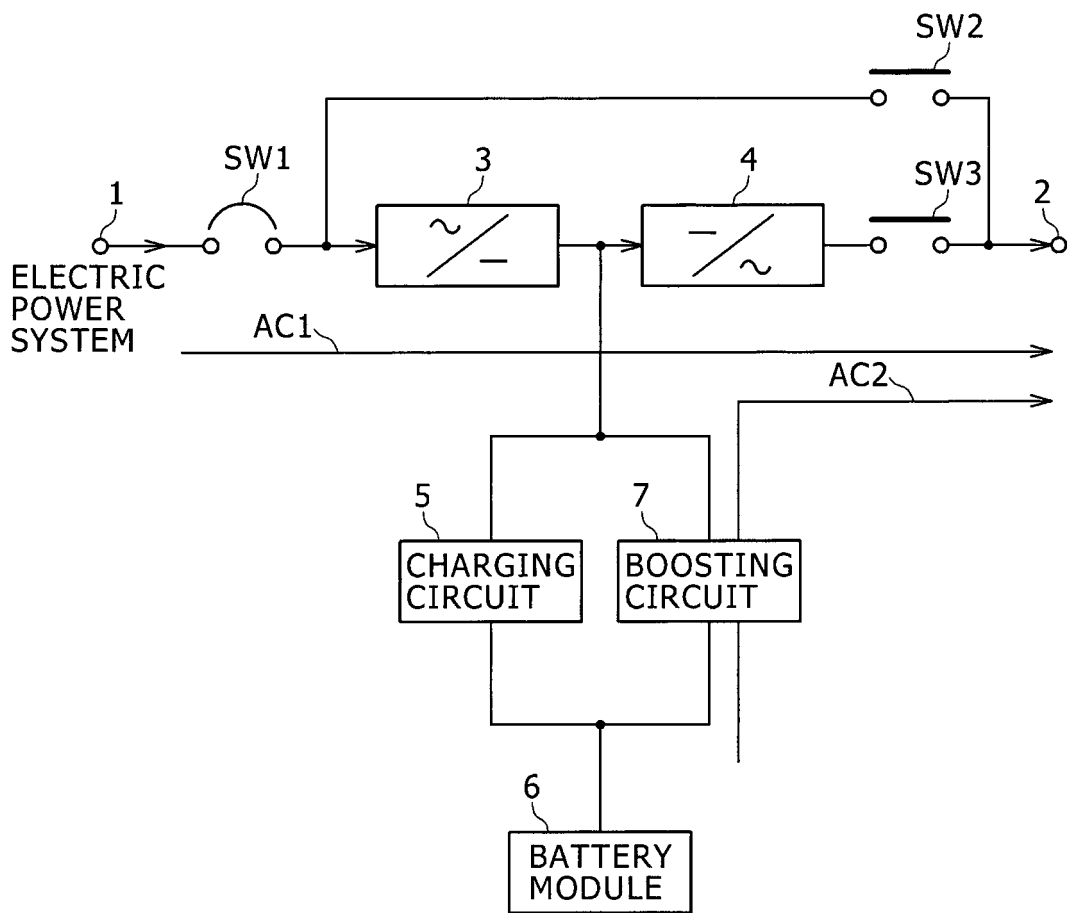 SW2
SW1
3
4
SW3
1
2
ELECTRIC
POWER
SYSTEM
AC1
AC2
5
7
CHARGING
CIRCUIT
BOOSTING
CIRCUIT
6
BATTERY
MODULE